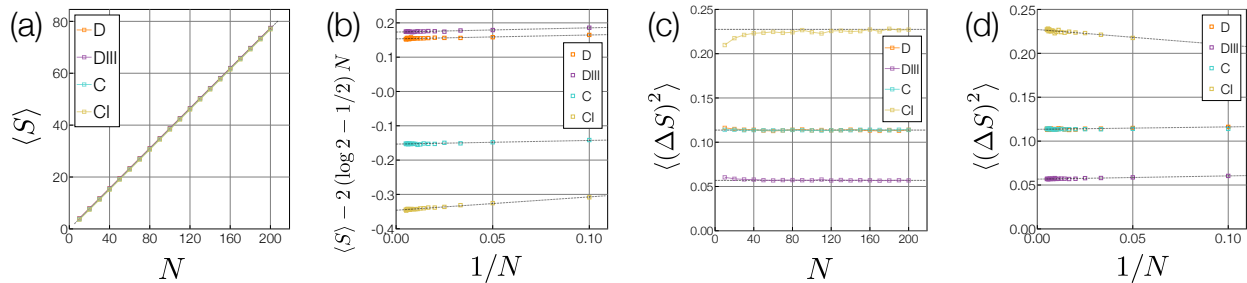 (a)
80
60
40
20
0
0
40
80
120
160
200
⟨S⟩
N
D
DIII
C
CI
(b)
0.2
0.1
-0.0
-0.1
-0.2
-0.3
-0.4
0.00
0.05
0.10
⟨S⟩ − 2 (log 2 − 1/2) N
1/N
D
DIII
C
CI
(c)
0.25
0.20
0.15
0.10
0.05
0.00
0
40
80
120
160
200
⟨(ΔS)²⟩
N
D
DIII
C
CI
(d)
0.25
0.20
0.15
0.10
0.05
0.00
0.00
0.05
0.10
⟨(ΔS)²⟩
1/N
D
DIII
C
CI